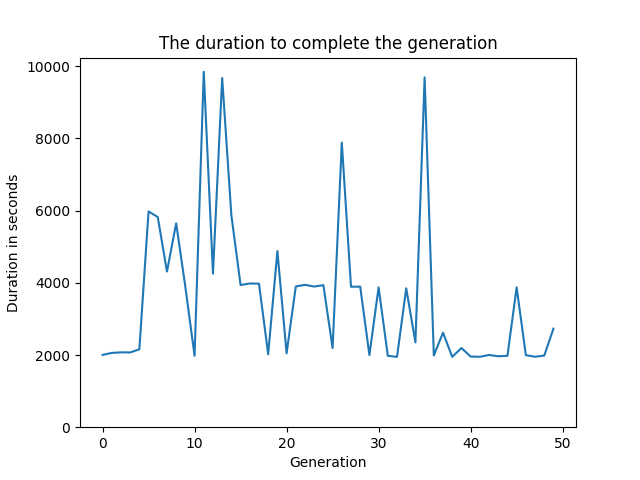 The duration to complete the generation
10000
8000
6000
4000
2000
0
Duration in seconds
0 10 20 30 40 50
Generation